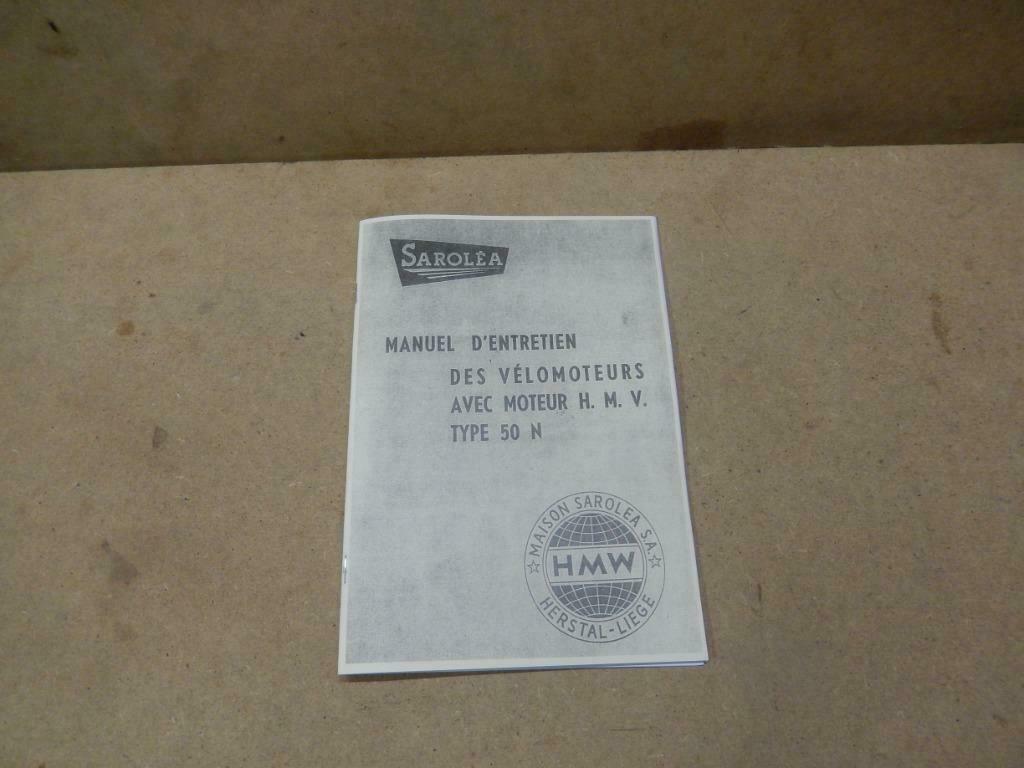 SAROLÉA
MANUEL D'ENTRETIEN
DES VÉLOMOTEURS
AVEC MOTEUR H. M. V.
TYPE 50 N
MAISON SAROLEA S.A.
HMW
HERSTAL-LIEGE